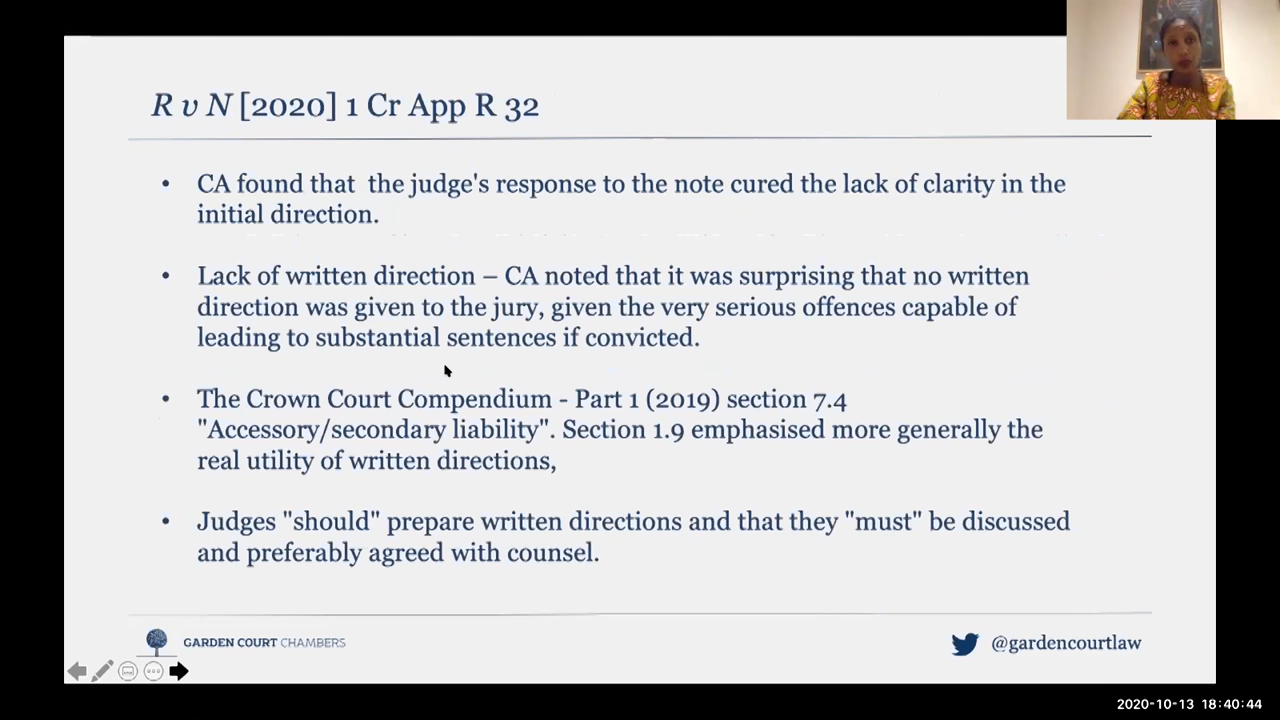 R v N [2020] 1 Cr App R 32
• CA found that the judge's response to the note cured the lack of clarity in the
initial direction.
• Lack of written direction – CA noted that it was surprising that no written
direction was given to the jury, given the very serious offences capable of
leading to substantial sentences if convicted.
• The Crown Court Compendium - Part 1 (2019) section 7.4
"Accessory/secondary liability". Section 1.9 emphasised more generally the
real utility of written directions,
• Judges "should" prepare written directions and that they "must" be discussed
and preferably agreed with counsel.
GARDEN COURT CHAMBERS
@gardencourtlaw
2020-10-13 18:40:44